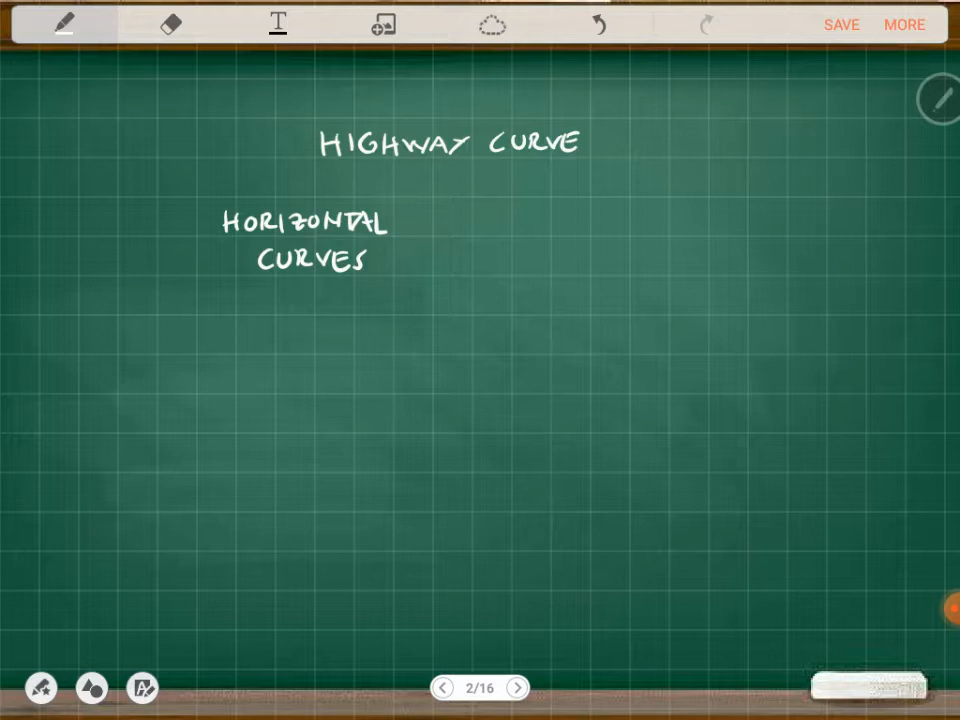 T SAVE MORE
HIGHWAY CURVE
HORIZONTAL
CURVES
A 2/16